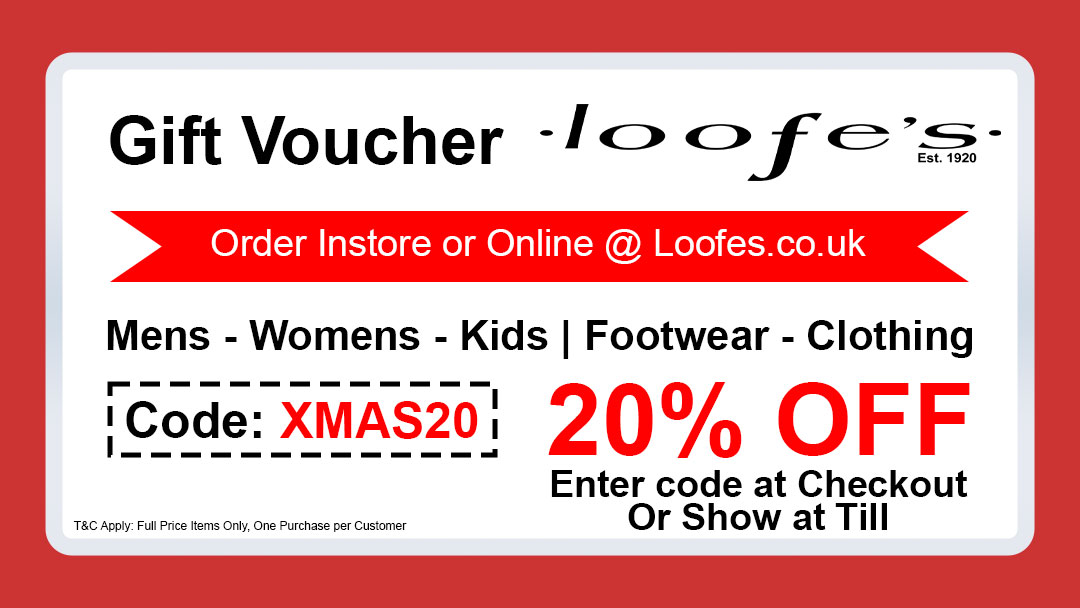 Gift Voucher
·loofe's·
Est. 1920
Order Instore or Online @ Loofes.co.uk
Mens - Womens - Kids | Footwear - Clothing
Code: XMAS20
20% OFF
Enter code at Checkout
Or Show at Till
T&C Apply: Full Price Items Only, One Purchase per Customer